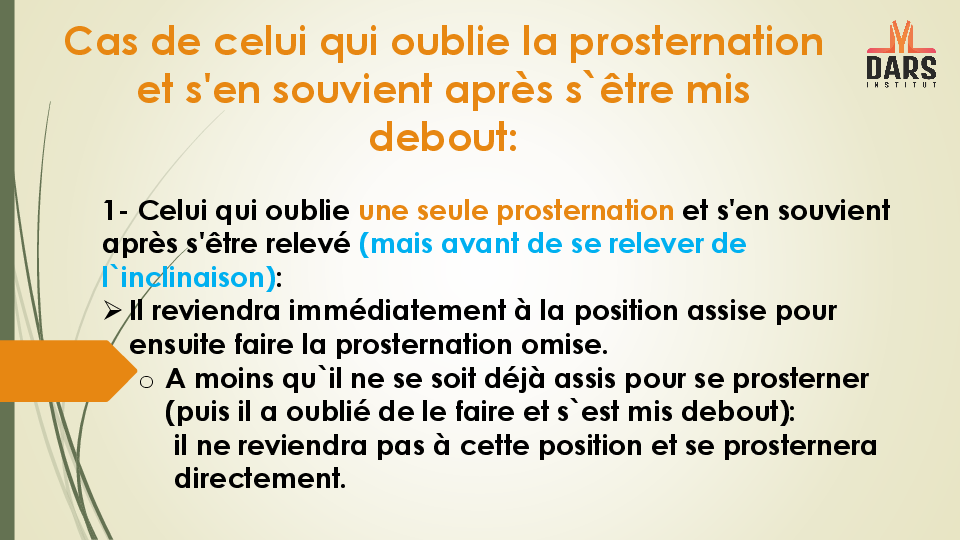 Cas de celui qui oublie la prosternation
et s'en souvient après s`être mis
debout:
M
DARS
INSTITUT
1- Celui qui oublie une seule prosternation et s'en souvient
après s'être relevé (mais avant de se relever de
l`inclinaison):
➢ Il reviendra immédiatement à la position assise pour
ensuite faire la prosternation omise.
o A moins qu`il ne se soit déjà assis pour se prosterner
(puis il a oublié de le faire et s`est mis debout):
il ne reviendra pas à cette position et se prosternera
directement.